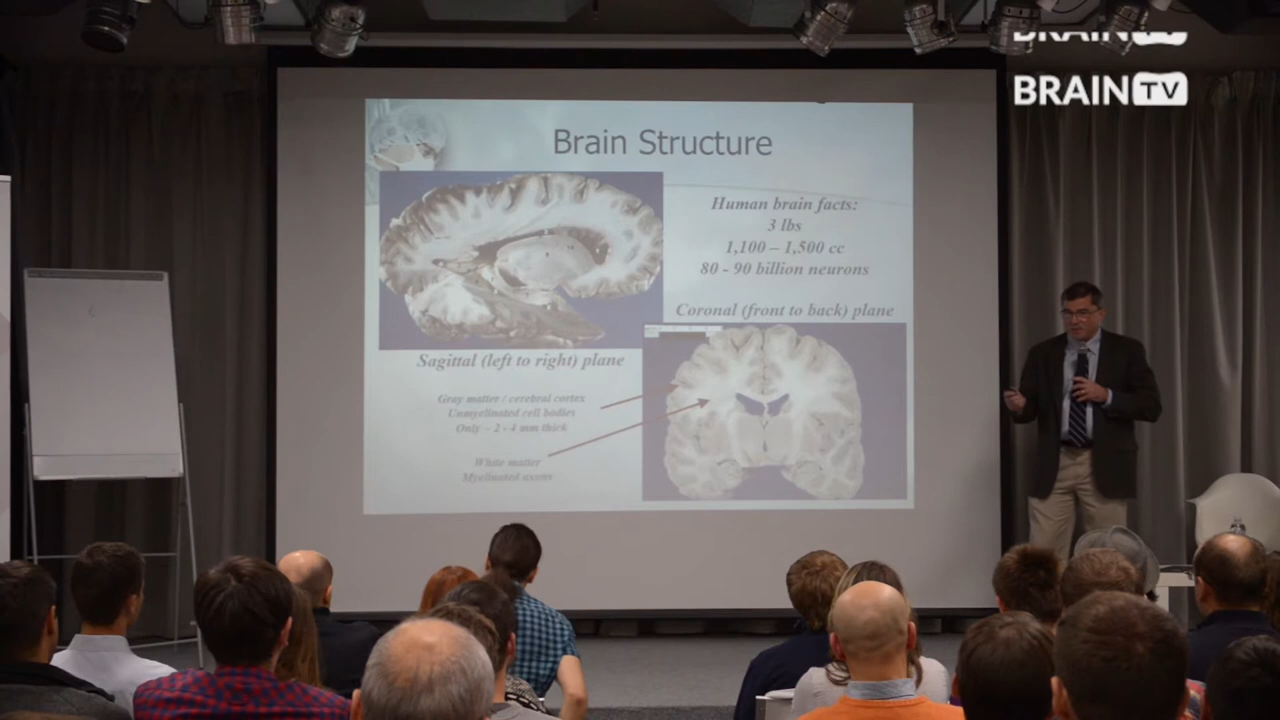 BRAIN TV
BRAIN TV
Brain Structure
Human brain facts:
3 lbs
1,100 – 1,500 cc
80 - 90 billion neurons
Coronal (front to back) plane
Sagittal (left to right) plane
Gray matter / cerebral cortex
Unmyelinated cell bodies
Only ~ 2 - 4 mm thick
White matter
Myelinated axons